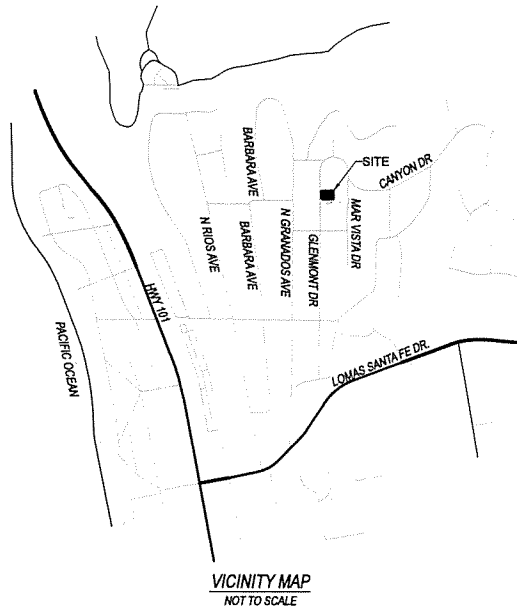 BARBARA AVE
SITE
CANYON DR
N RIOS AVE
BARBARA AVE
N GRANADOS AVE
GLENMONT DR
MAR VISTA DR
HWY 101
PACIFIC OCEAN
LOMAS SANTA FE DR.
VICINITY MAP
NOT TO SCALE